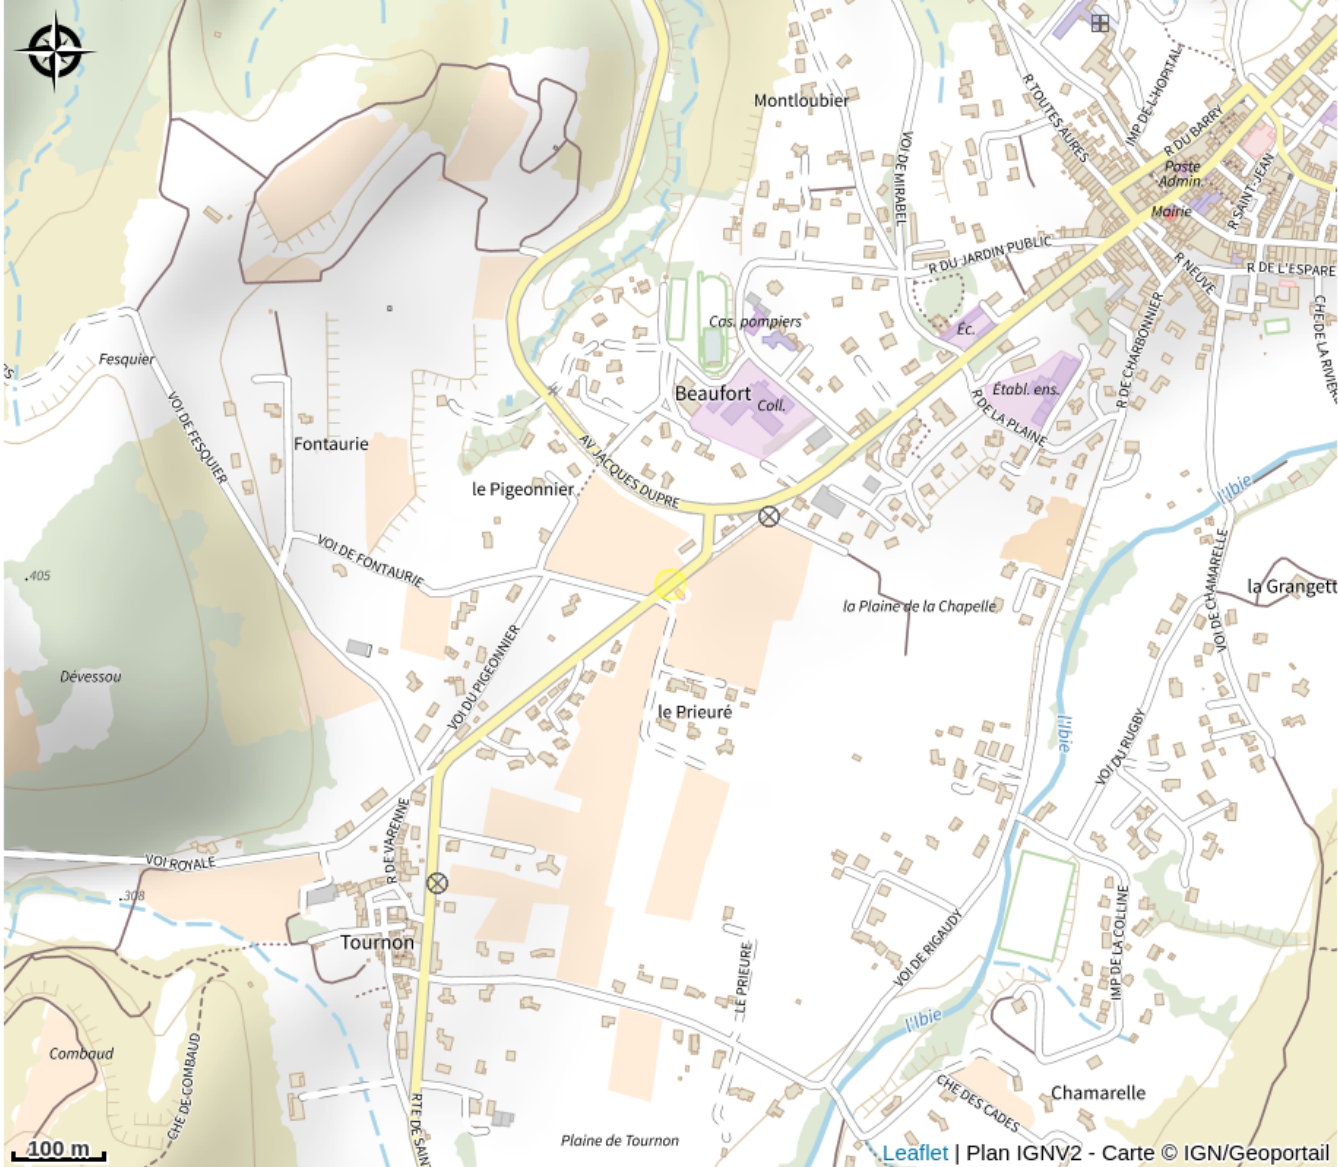 Montloubier
R TOUTES AURES
IMP DE L'HOPITAL
R DU BARRY
VOI DE MIRABEL
Poste
Admin.
Mairie
R SAINT-JEAN
R DU JARDIN PUBLIC
R NEUVE
R DE L'ESPARE
CHE DE LA RIVIERE
Cas. pompiers
Éc.
R DE CHARBONNIER
Fesquier
Beaufort
Coll.
Établ. ens.
R DE LA PLAINE
VOI DE FESQUIER
Fontaurie
AV JACQUES DUPRE
le Pigeonnier
l'Ibie
VOI DE FONTAURIE
.405
la Plaine de la Chapelle
VOI DE CHAMARELLE
la Grangett
Dévessou
VOI DU PIGEONNIER
le Prieuré
l'Ibie
VOI DU RUGBY
R DE VARENNE
VOI ROYALE
.308
Tournon
LE PRIEURE
VOI DE RIGAUDY
IMP DE LA COLLINE
l'Ibie
Combaud
CHE DE COMBAUD
RTE DE SAIN
CHE DES CADES
Chamarelle
Plaine de Tournon
100 m
Leaflet | Plan IGNV2 - Carte © IGN/Geoportail